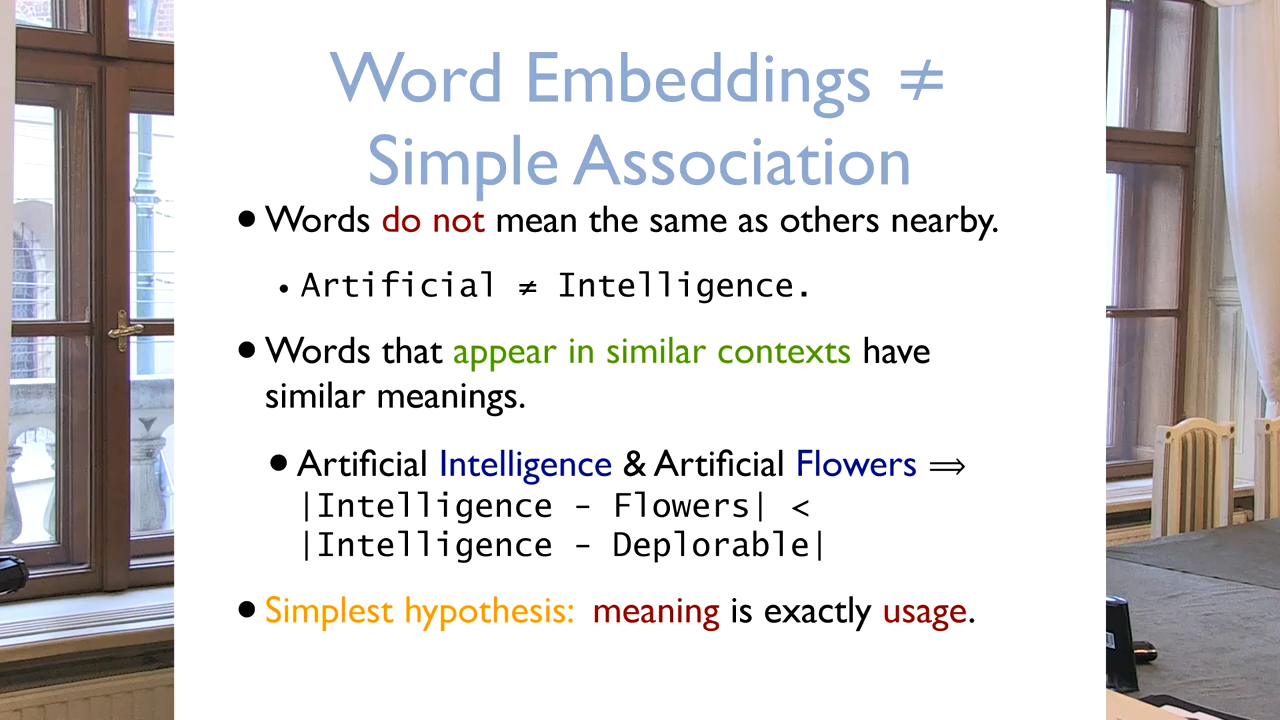 Word Embeddings ≠
Simple Association
• Words do not mean the same as others nearby.
• Artificial ≠ Intelligence.
• Words that appear in similar contexts have
similar meanings.
• Artificial Intelligence & Artificial Flowers ⟹
|Intelligence - Flowers| <
|Intelligence - Deplorable|
• Simplest hypothesis: meaning is exactly usage.